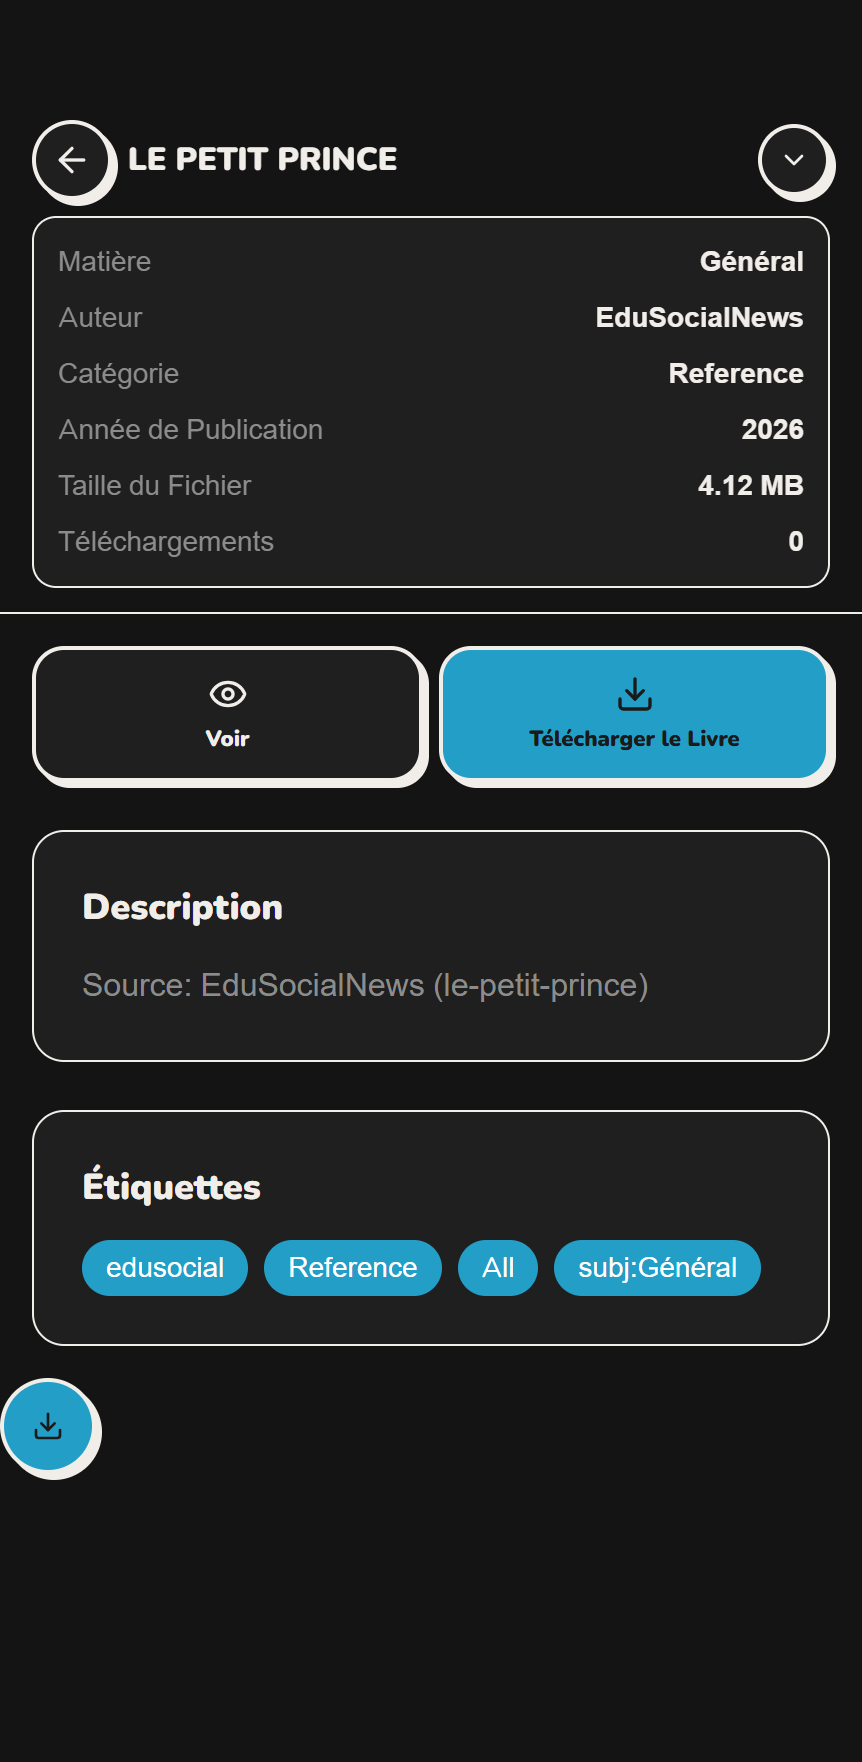 LE PETIT PRINCE
Matière Général
Auteur EduSocialNews
Catégorie Reference
Année de Publication 2026
Taille du Fichier 4.12 MB
Téléchargements 0
Voir
Télécharger le Livre
Description
Source: EduSocialNews (le-petit-prince)
Étiquettes
edusocial Reference All subj:Général